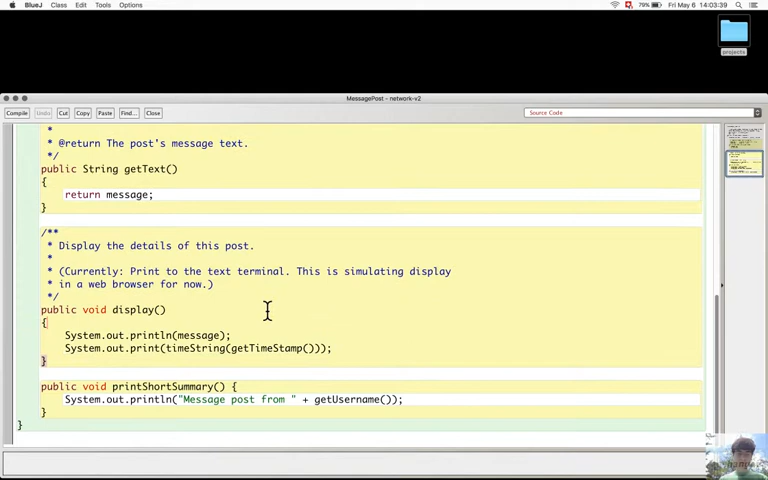 BlueJ Class Edit Tools Options 79% Fri May 6 14:03:39
projects
MessagePost - network-v2
Compile Undo Cut Copy Paste Find... Close Source Code
*
* @return The post's message text.
*/
public String getText()
{
return message;
}
/**
* Display the details of this post.
*
* (Currently: Print to the text terminal. This is simulating display
* in a web browser for now.)
*/
public void display()
{
System.out.println(message);
System.out.print(timeString(getTimeStamp()));
}
public void printShortSummary() {
System.out.println("Message post from " + getUsername());
}
}